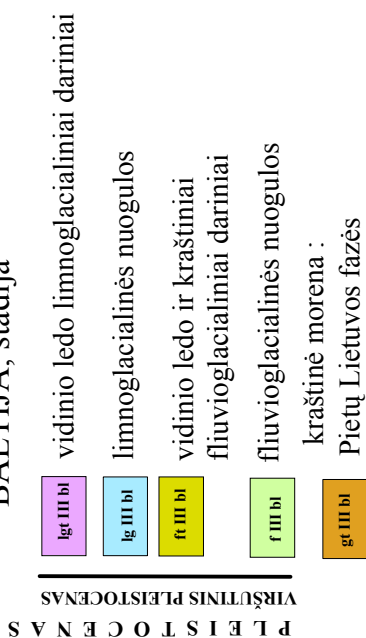 BALTIJA, stadija
PLEISTOCENAS
VIRŠUTINIS PLEISTOCENAS
lgt III bl
vidinio ledo limnoglacialiniai dariniai
lg III bl
limnoglacialinės nuogulos
ft III bl
vidinio ledo ir kraštiniai
fliuvioglacialiniai dariniai
f III bl
fliuvioglacialinės nuogulos
kraštinė morena :
gt III bl
Pietų Lietuvos fazės